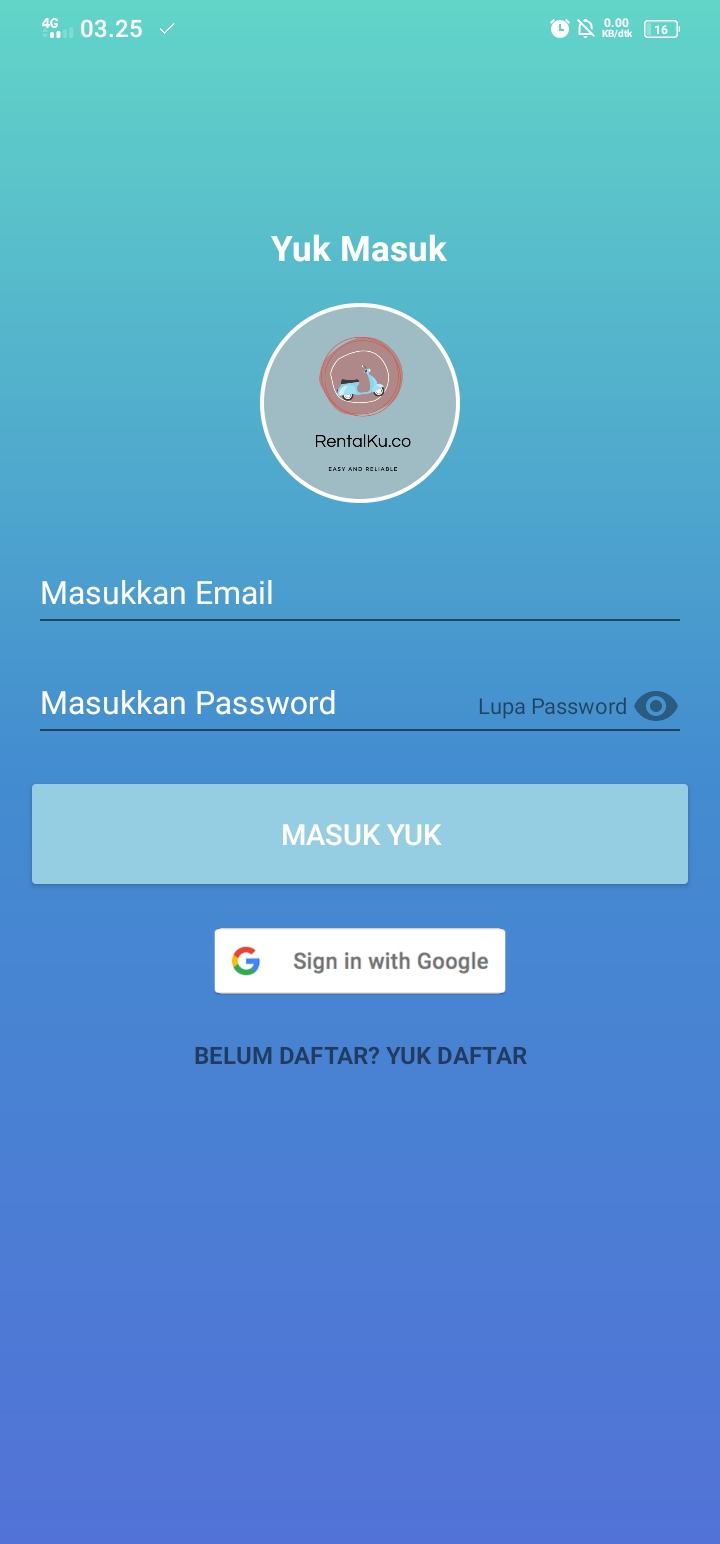 4G 03.25 0.00 KB/dtk 16
Yuk Masuk
RentalKu.co
EASY AND RELIABLE
Masukkan Email
Masukkan Password Lupa Password
MASUK YUK
Sign in with Google
BELUM DAFTAR? YUK DAFTAR